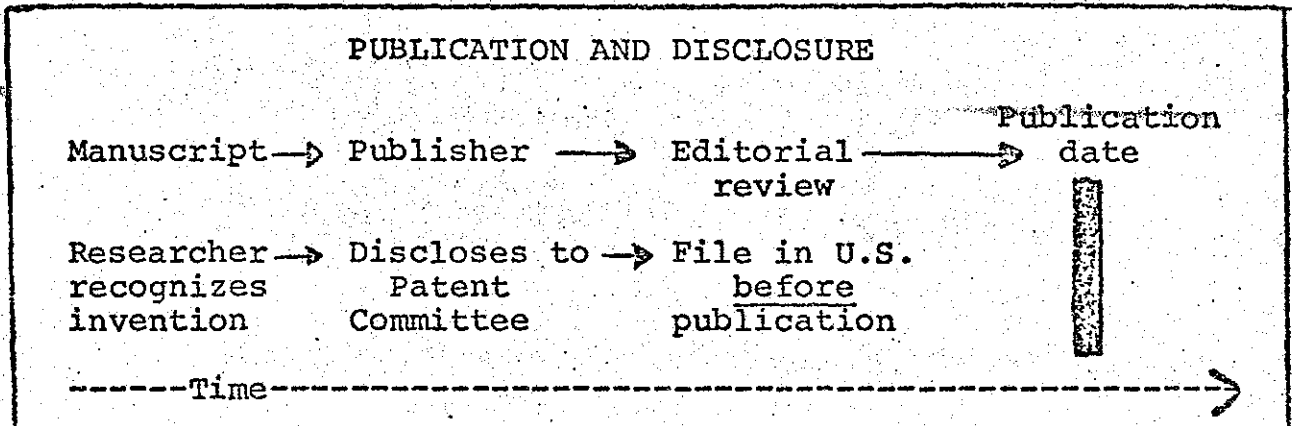 PUBLICATION AND DISCLOSURE
Publication
Manuscript → Publisher → Editorial → date
review
Researcher → Discloses to → File in U.S.
recognizes Patent before
invention Committee publication
------Time------------------------------>